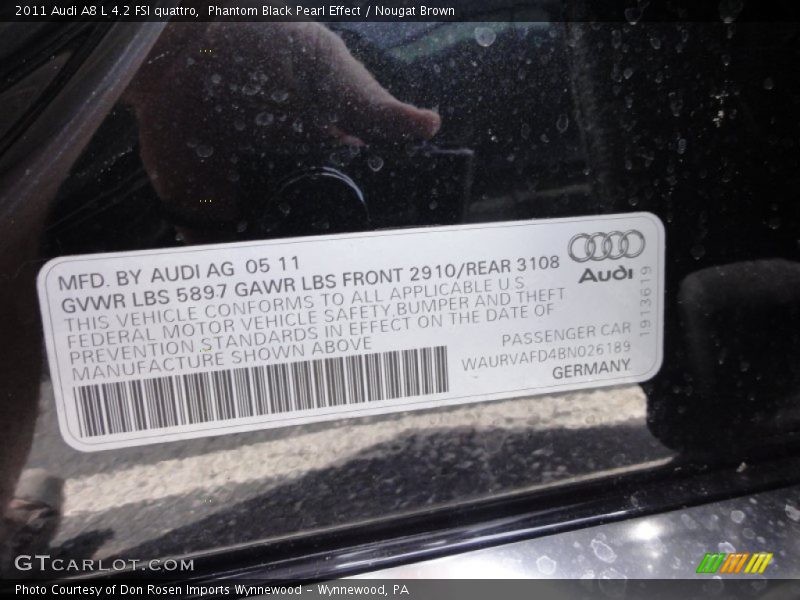 2011 Audi A8 L 4.2 FSI quattro,  Phantom Black Pearl Effect / Nougat Brown
MFD. BY AUDI AG 05 11
GVWR LBS 5897 GAWR LBS FRONT 2910/REAR 3108
THIS VEHICLE CONFORMS TO ALL APPLICABLE U.S
FEDERAL MOTOR VEHICLE SAFETY,BUMPER AND THEFT
PREVENTION STANDARDS IN EFFECT ON THE DATE OF
MANUFACTURE SHOWN ABOVE
Audi
1913619
PASSENGER CAR
WAURVAFD4BN026189
GERMANY
GTCARLOT.COM
Photo Courtesy of Don Rosen Imports Wynnewood – Wynnewood, PA